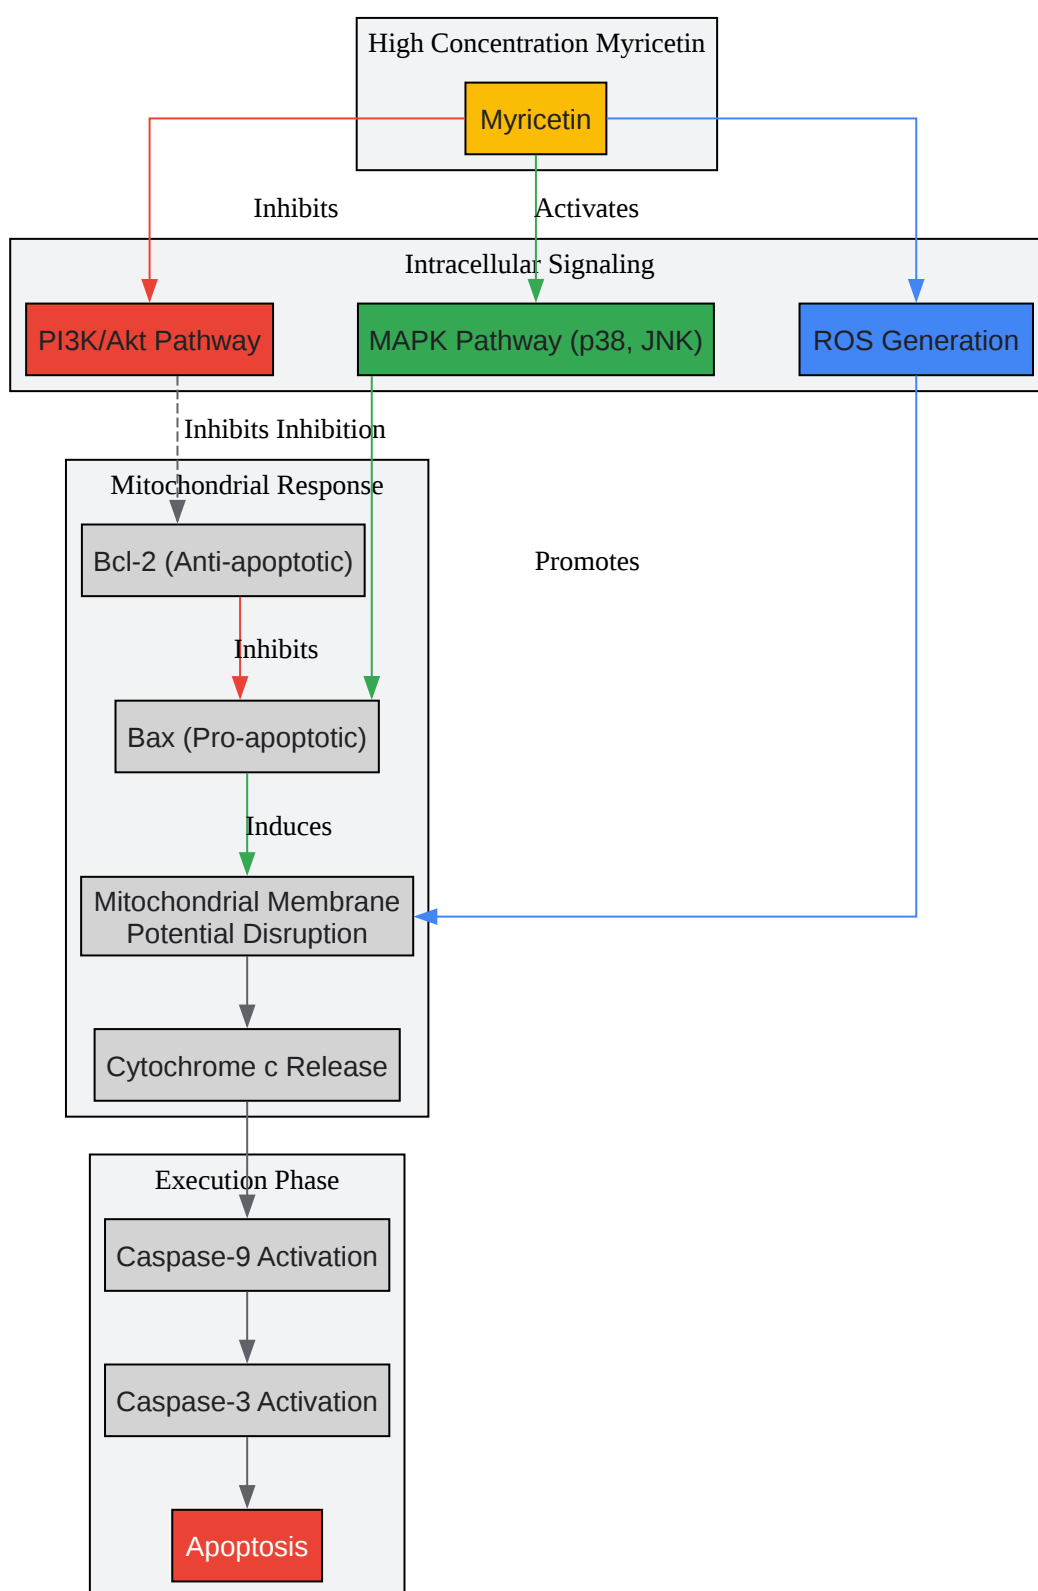 High Concentration Myricetin
Myricetin
Inhibits
Activates
Intracellular Signaling
PI3K/Akt Pathway
MAPK Pathway (p38, JNK)
ROS Generation
Inhibits Inhibition
Mitochondrial Response
Bcl-2 (Anti-apoptotic)
Promotes
Inhibits
Bax (Pro-apoptotic)
Induces
Mitochondrial Membrane
Potential Disruption
Cytochrome c Release
Execution Phase
Caspase-9 Activation
Caspase-3 Activation
Apoptosis